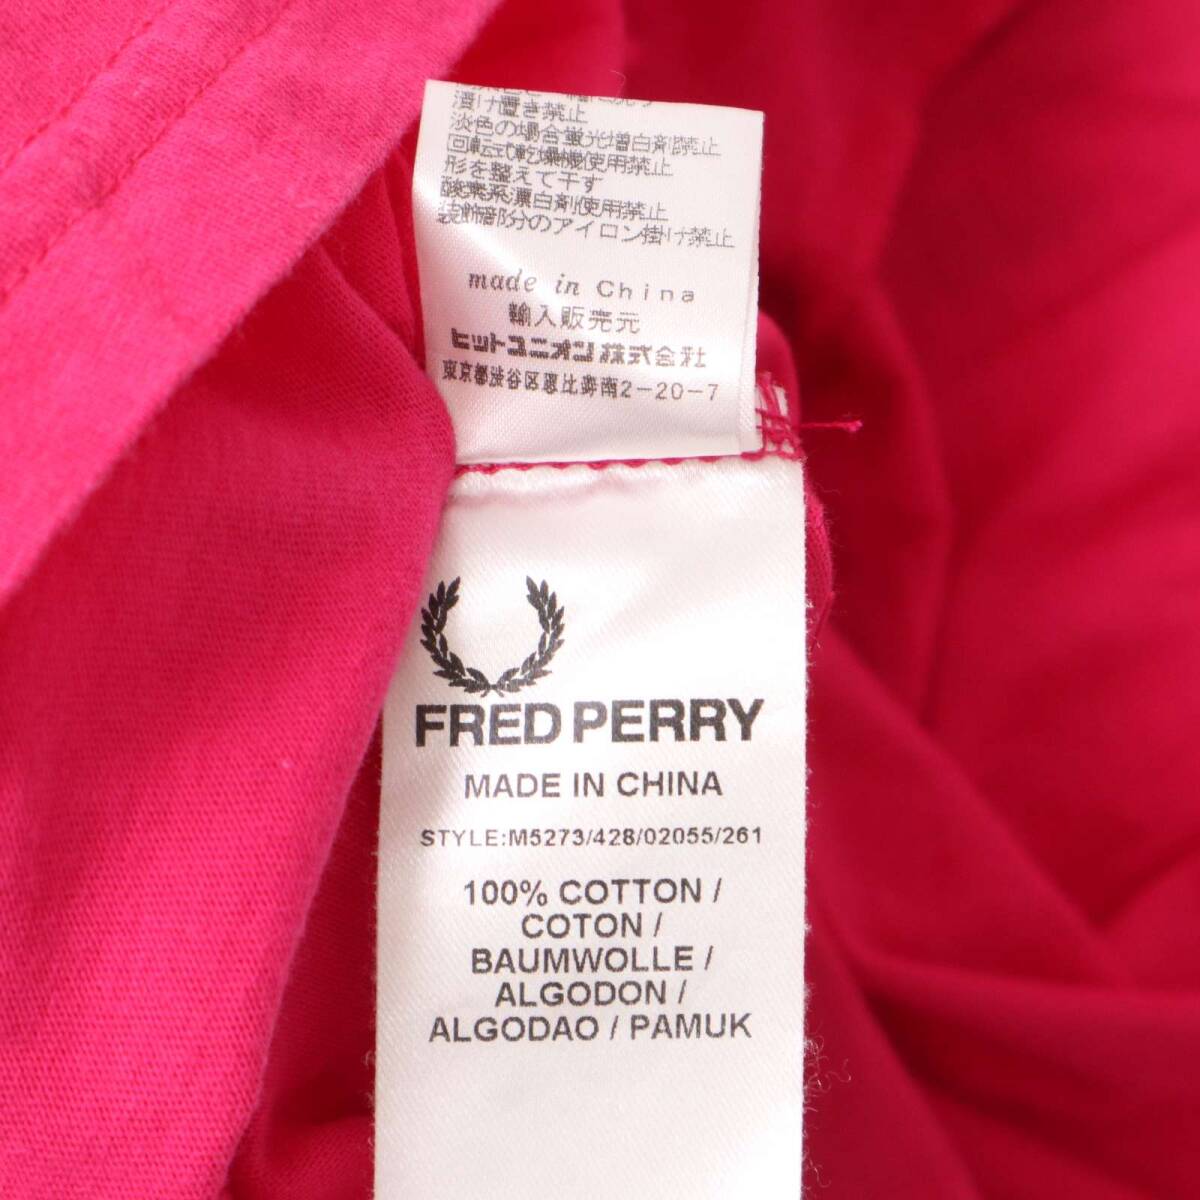 漬け置き禁止
淡色の場合蛍光増白剤禁止
回転式乾燥機使用禁止
形を整えて干す
酸素系漂白剤使用禁止
装飾部分のアイロン掛け禁止
made in China
輸入販売元
ヒットユニオン株式会社
東京都渋谷区恵比寿南2-20-7
FRED PERRY
MADE IN CHINA
STYLE:M5273/428/02055/261
100% COTTON /
COTON /
BAUMWOLLE /
ALGODON /
ALGODAO / PAMUK